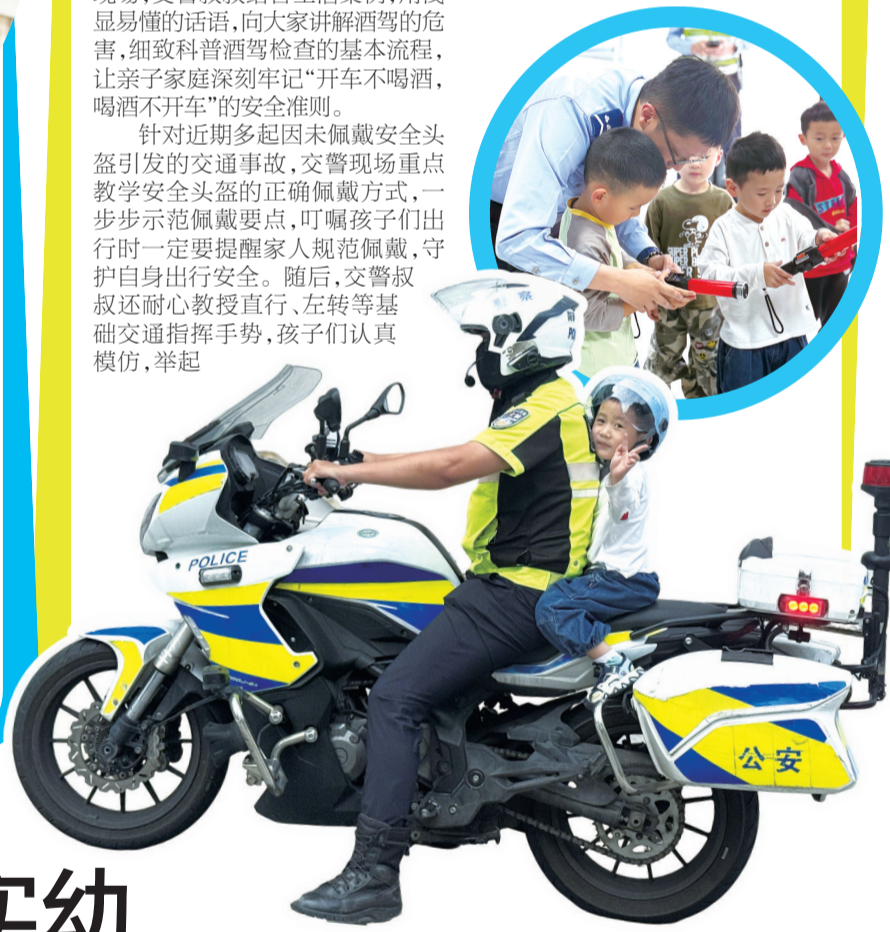 显易懂的话语,向大家讲解酒驾的危
害,细致科普酒驾检查的基本流程,
让亲子家庭深刻牢记“开车不喝酒,
喝酒不开车”的安全准则。
针对近期多起因未佩戴安全头
盔引发的交通事故,交警现场重点
教学安全头盔的正确佩戴方式,一
步步示范佩戴要点,叮嘱孩子们出
行时一定要提醒家人规范佩戴,守
护自身出行安全。随后,交警叔
叔还耐心教授直行、左转等基
础交通指挥手势,孩子们认真
模仿,举起
POLICE
公安
幼